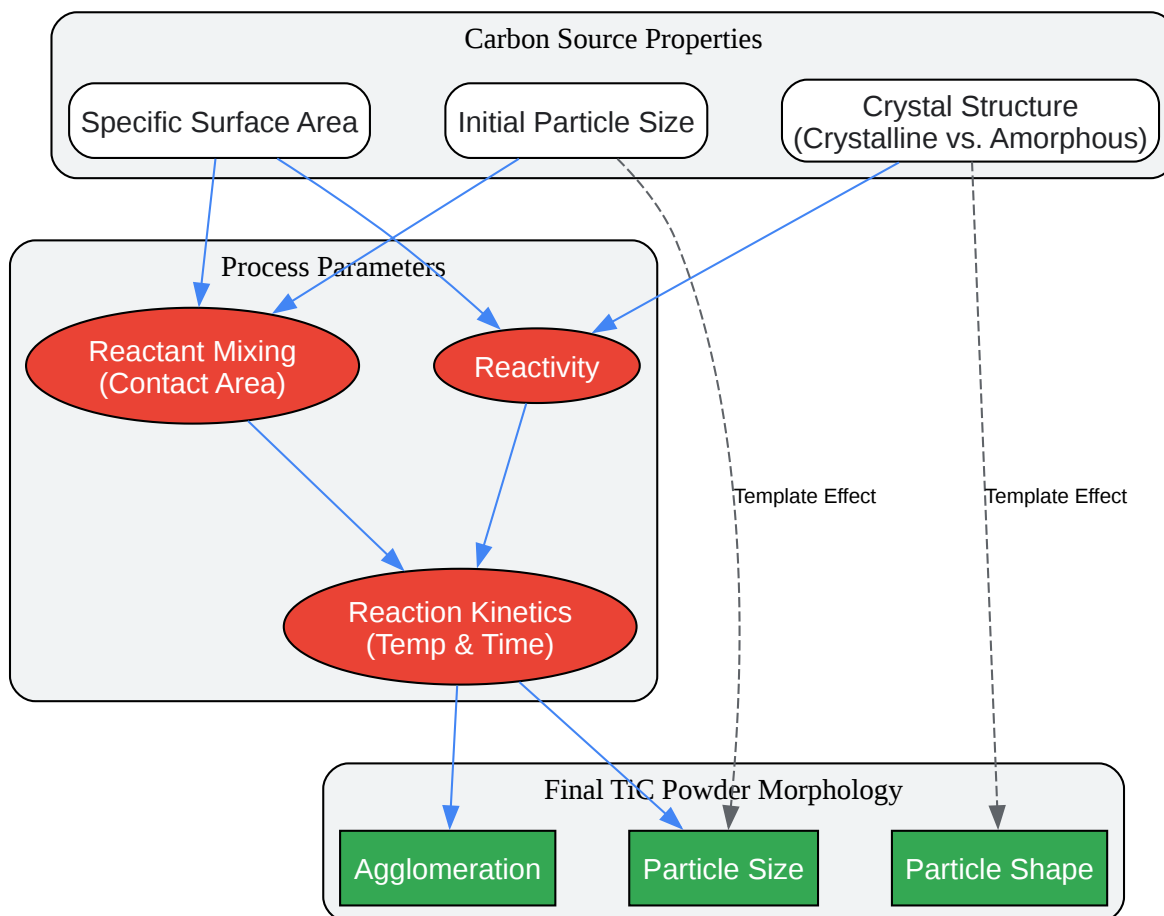 Carbon Source Properties
Specific Surface Area
Initial Particle Size
Crystal Structure
(Crystalline vs. Amorphous)
Process Parameters
Reactant Mixing
(Contact Area)
Reactivity
Template Effect
Template Effect
Reaction Kinetics
(Temp & Time)
Final TiC Powder Morphology
Agglomeration
Particle Size
Particle Shape